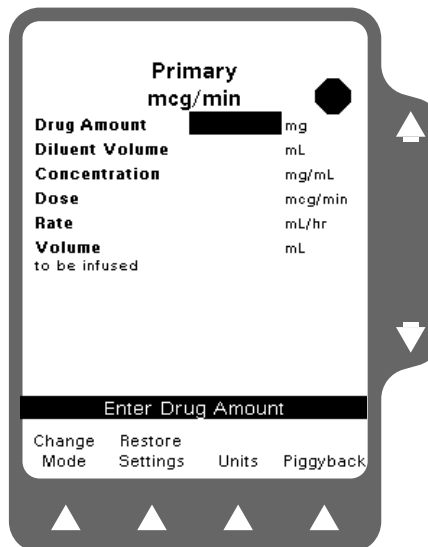 Primary
mcg/min
Drug Amount mg
Diluent Volume mL
Concentration mg/mL
Dose mcg/min
Rate mL/hr
Volume mL
to be infused
Enter Drug Amount
Change Restore
Mode Settings Units Piggyback